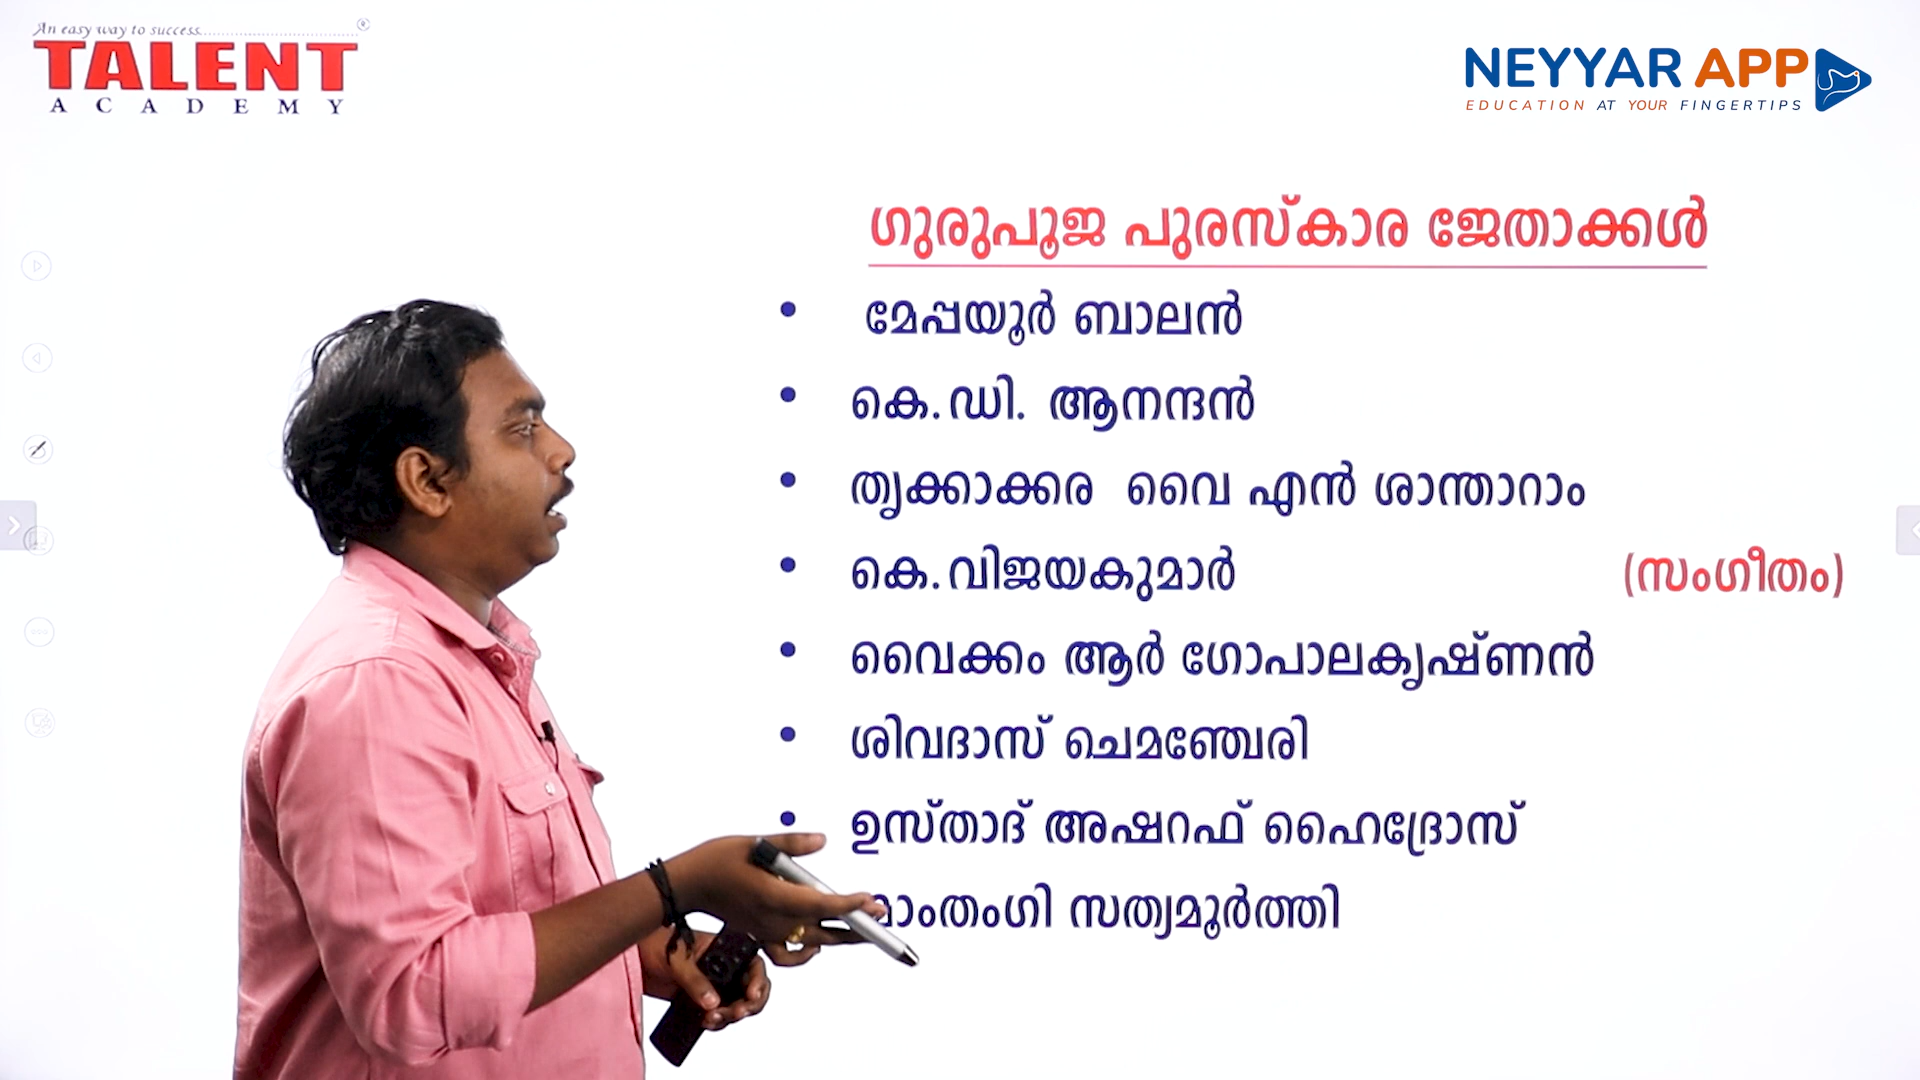 An easy way to success
TALENT
ACADEMY
NEYYAR APP
EDUCATION AT YOUR FINGERTIPS
ഗുരുപൂജ പുരസ്കാര ജേതാക്കൾ
• മേപ്പയൂർ ബാലൻ
• കെ.ഡി. ആനന്ദൻ
• തൃക്കാക്കര വൈ എൻ ശാന്താറാം
• കെ.വിജയകുമാർ (സംഗീതം)
• വൈക്കം ആർ ഗോപാലകൃഷ്ണൻ
• ശിവദാസ് ചെമഞ്ചേരി
• ഉസ്താദ് അഷറഫ് ഹൈദ്രോസ്
സത്യമൂർത്തി